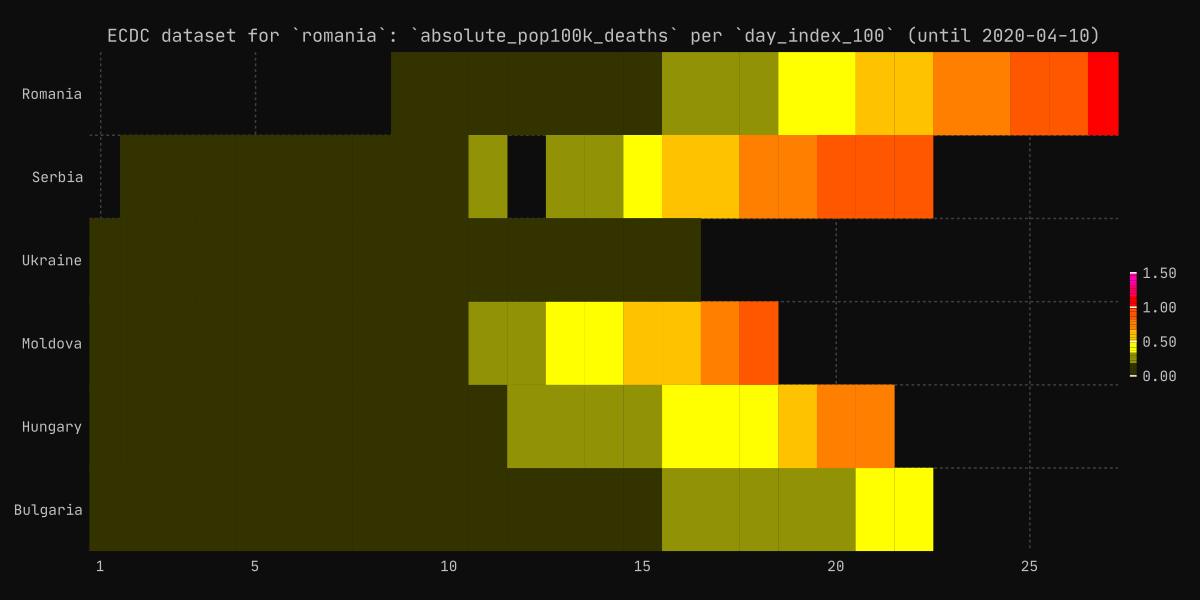 ECDC dataset for `romania`: `absolute_pop100k_deaths` per `day_index_100` (until 2020-04-10)
Romania
Serbia
Ukraine
Moldova
Hungary
Bulgaria
1 5 10 15 20 25
1.50
1.00
0.50
0.00